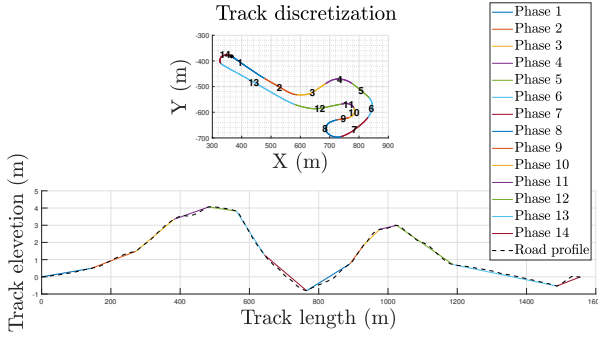 Track discretization
-300
-400
-500
-600
-700
Y (m)
14
1
13
2
3
4
5
6
12
11
10
9
8
7
300 400 500 600 700 800 900
X (m)
Phase 1
Phase 2
Phase 3
Phase 4
Phase 5
Phase 6
Phase 7
Phase 8
Phase 9
Phase 10
Phase 11
Phase 12
Phase 13
Phase 14
Road profile
Track elevetion (m)
5
4
3
2
1
0
-1
0 200 400 600 800 1000 1200 1400 1600
Track length (m)